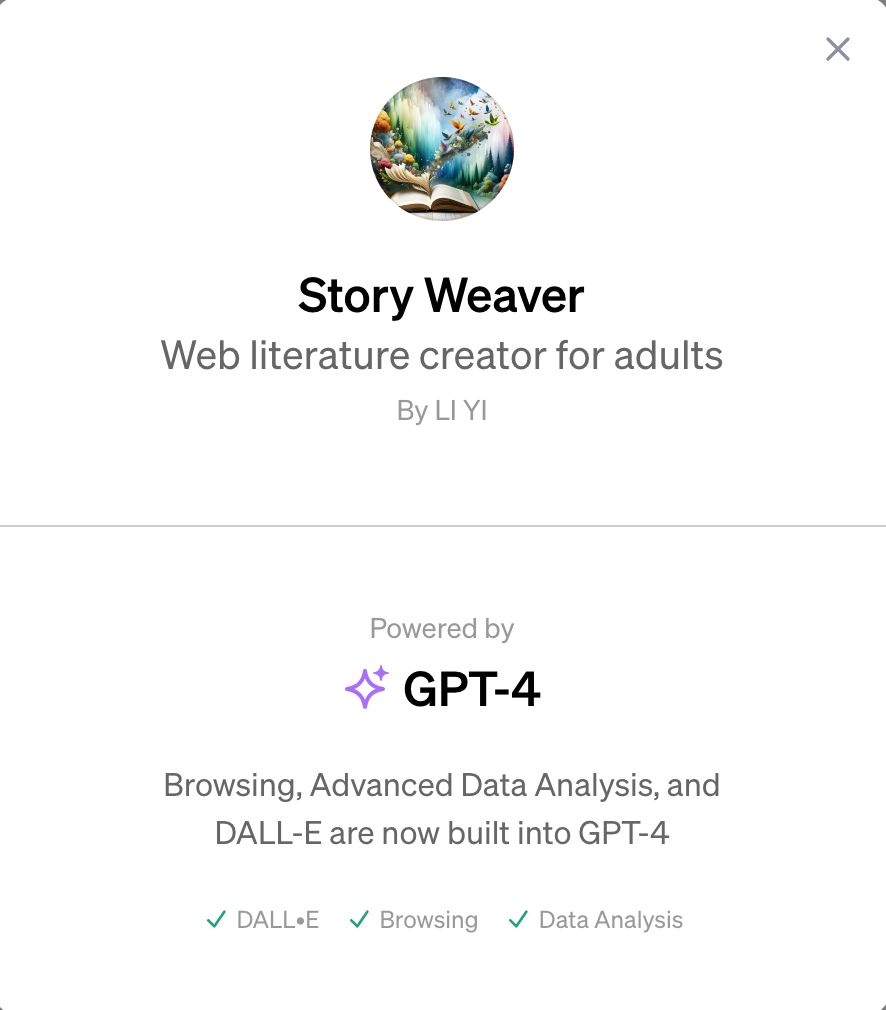 Story Weaver
Web literature creator for adults
By LI YI
Powered by
GPT-4
Browsing, Advanced Data Analysis, and
DALL-E are now built into GPT-4
DALL•E Browsing Data Analysis